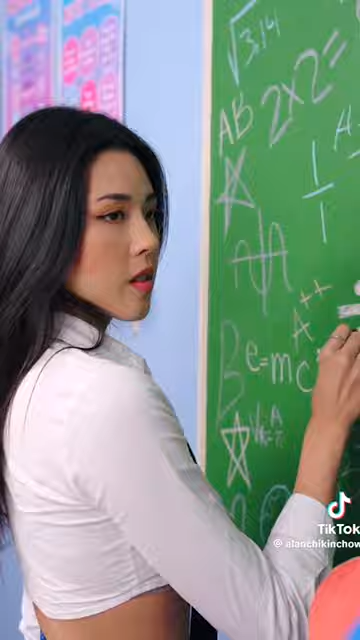 √3.14
2x2=
AB
A
1
1
A++
B
e=mc
TikTok
@alanchikinchow